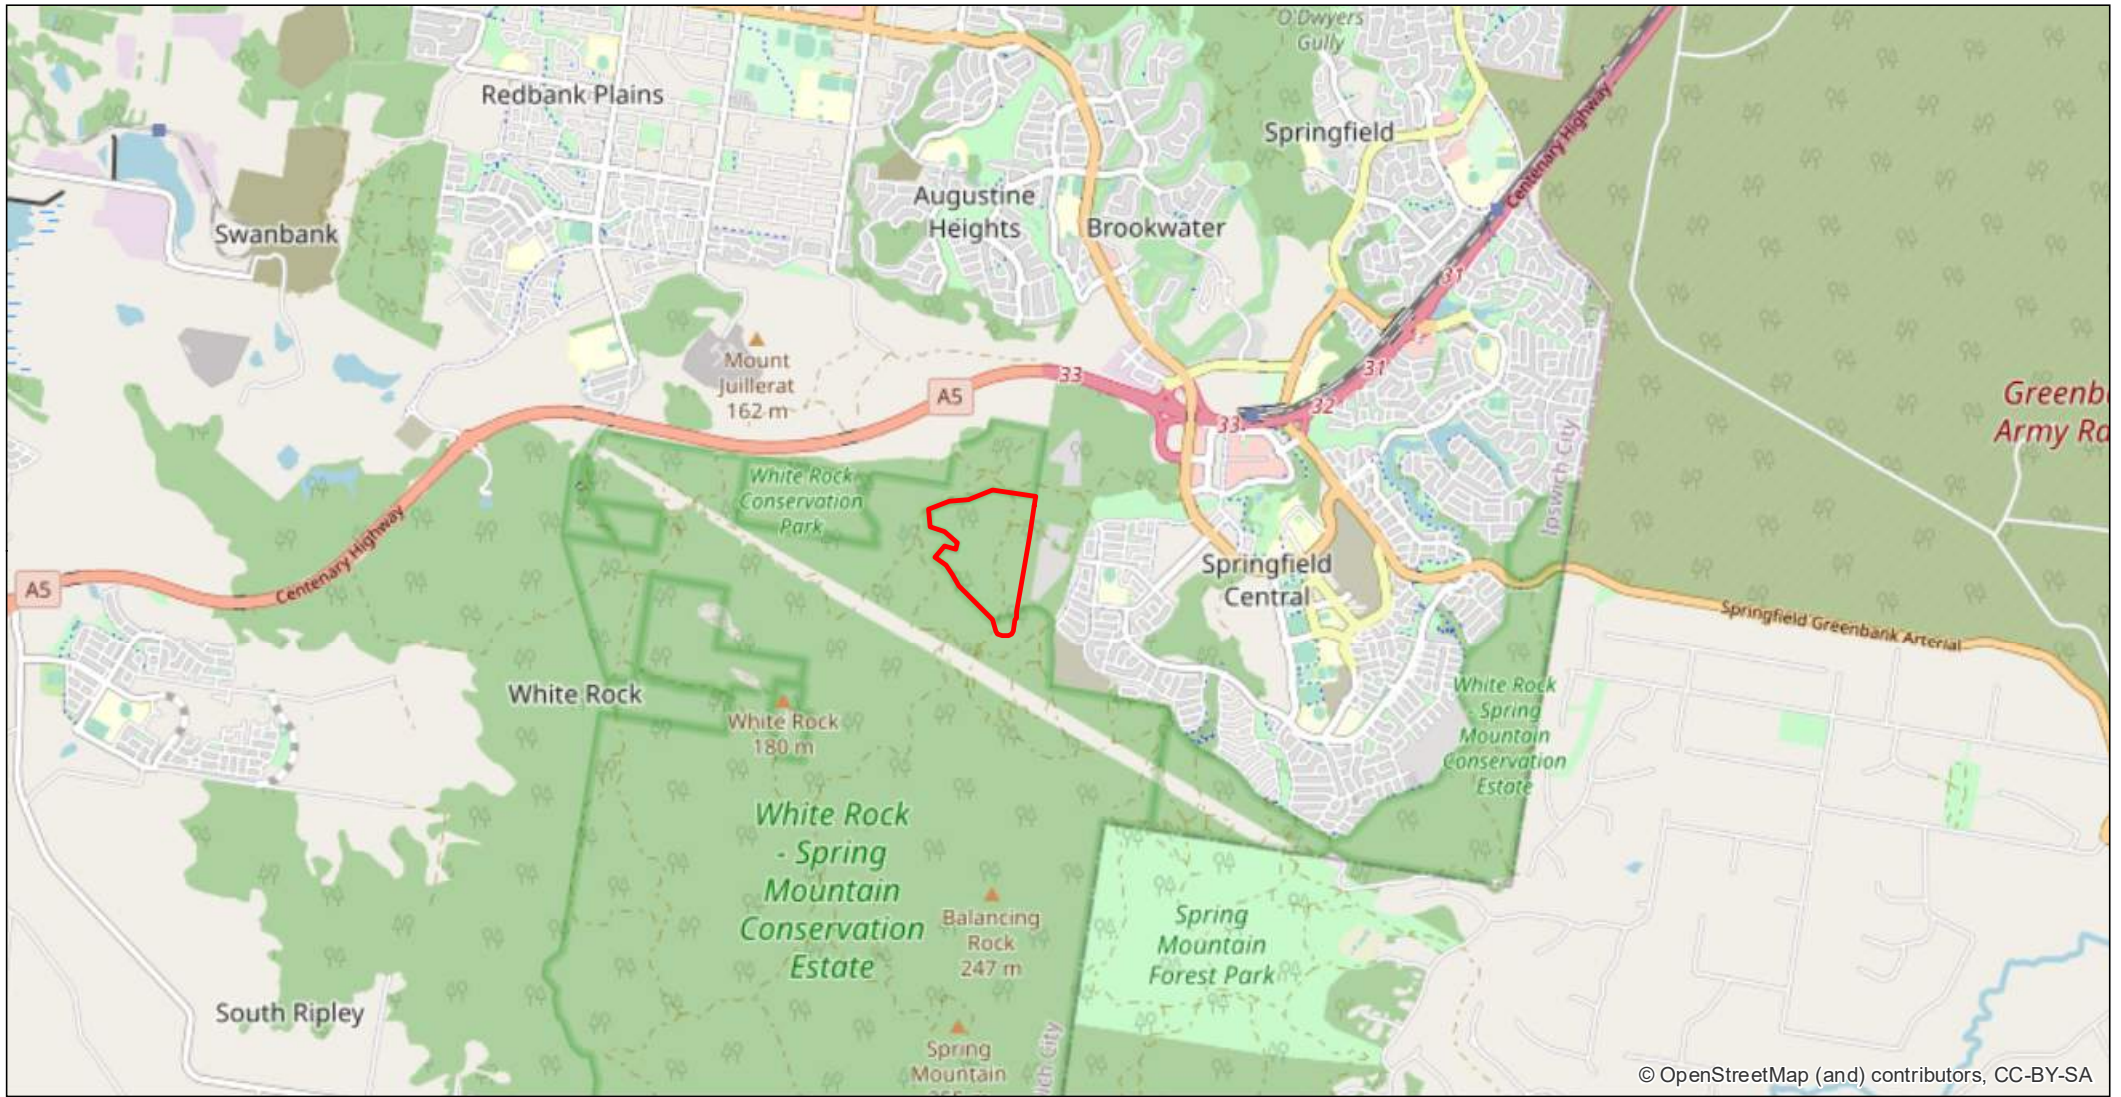 O'Dwyers
Gully
Redbank Plains
Springfield
Centenary Highway
Augustine
Heights
Brookwater
Swanbank
31
Mount
Juillerat
162 m
33
A5
31
32
33
Greenb
Army Ra
Ipswich City
White Rock
Conservation
Park
Centenary Highway
Springfield
Central
A5
Springfield Greenbank Arterial
White Rock
White Rock
180 m
White Rock
- Spring
Mountain
Conservation
Estate
White Rock
- Spring
Mountain
Conservation
Estate
Balancing
Rock
247 m
Spring
Mountain
Forest Park
South Ripley
Spring
Mountain
wich City
© OpenStreetMap (and) contributors, CC-BY-SA